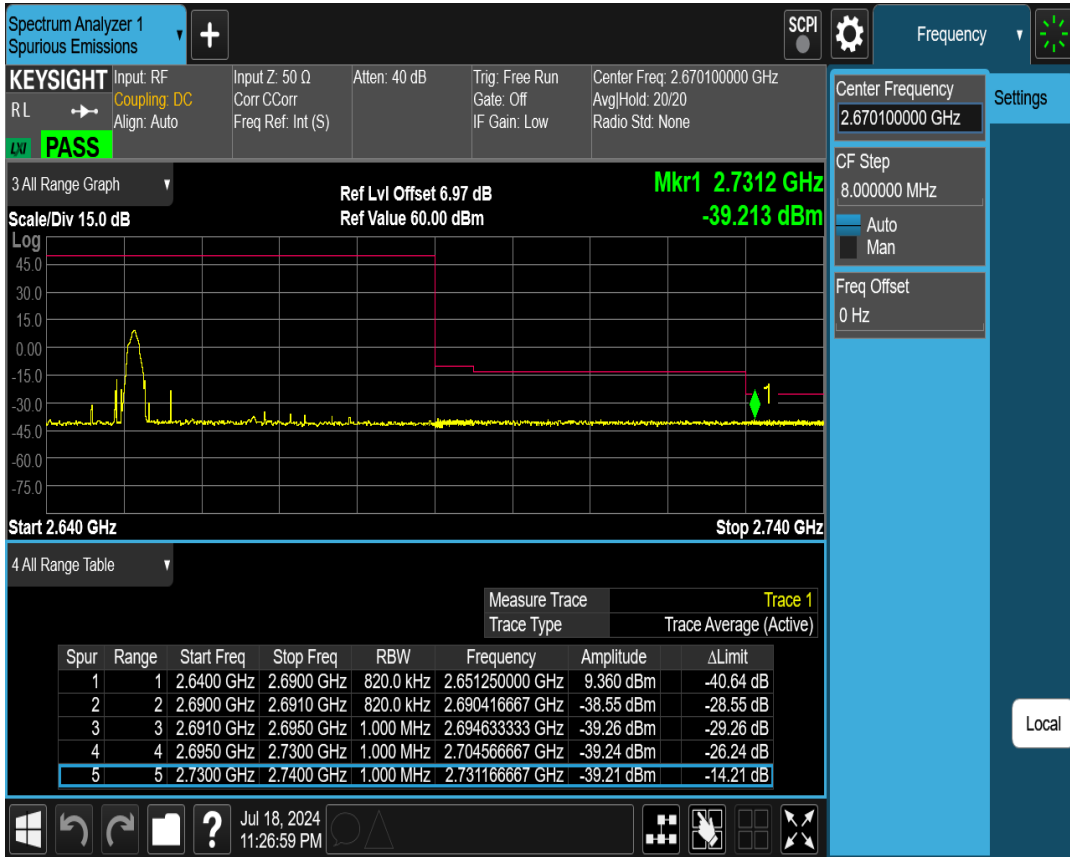 Spectrum Analyzer 1
Spurious Emissions
+
SCPI
Frequency
KEYSIGHT
RL
LXI
PASS
Input: RF
Coupling: DC
Align: Auto
Input Z: 50 Ω
Corr CCorr
Freq Ref: Int (S)
Atten: 40 dB
Trig: Free Run
Gate: Off
IF Gain: Low
Center Freq: 2.670100000 GHz
Avg|Hold: 20/20
Radio Std: None
Center Frequency
2.670100000 GHz
Settings
CF Step
8.000000 MHz
Auto
Man
Freq Offset
0 Hz
Local
3 All Range Graph
Scale/Div 15.0 dB
Ref Lvl Offset 6.97 dB
Ref Value 60.00 dBm
Mkr1 2.7312 GHz
-39.213 dBm
Log
45.0
30.0
15.0
0.00
-15.0
-30.0
-45.0
-60.0
-75.0
1
Start 2.640 GHz
Stop 2.740 GHz
4 All Range Table
Measure Trace Trace 1
Trace Type Trace Average (Active)
Spur Range Start Freq Stop Freq RBW Frequency Amplitude ΔLimit
1 1 2.6400 GHz 2.6900 GHz 820.0 kHz 2.651250000 GHz 9.360 dBm -40.64 dB
2 2 2.6900 GHz 2.6910 GHz 820.0 kHz 2.690416667 GHz -38.55 dBm -28.55 dB
3 3 2.6910 GHz 2.6950 GHz 1.000 MHz 2.694633333 GHz -39.26 dBm -29.26 dB
4 4 2.6950 GHz 2.7300 GHz 1.000 MHz 2.704566667 GHz -39.24 dBm -26.24 dB
5 5 2.7300 GHz 2.7400 GHz 1.000 MHz 2.731166667 GHz -39.21 dBm -14.21 dB
?
Jul 18, 2024
11:26:59 PM